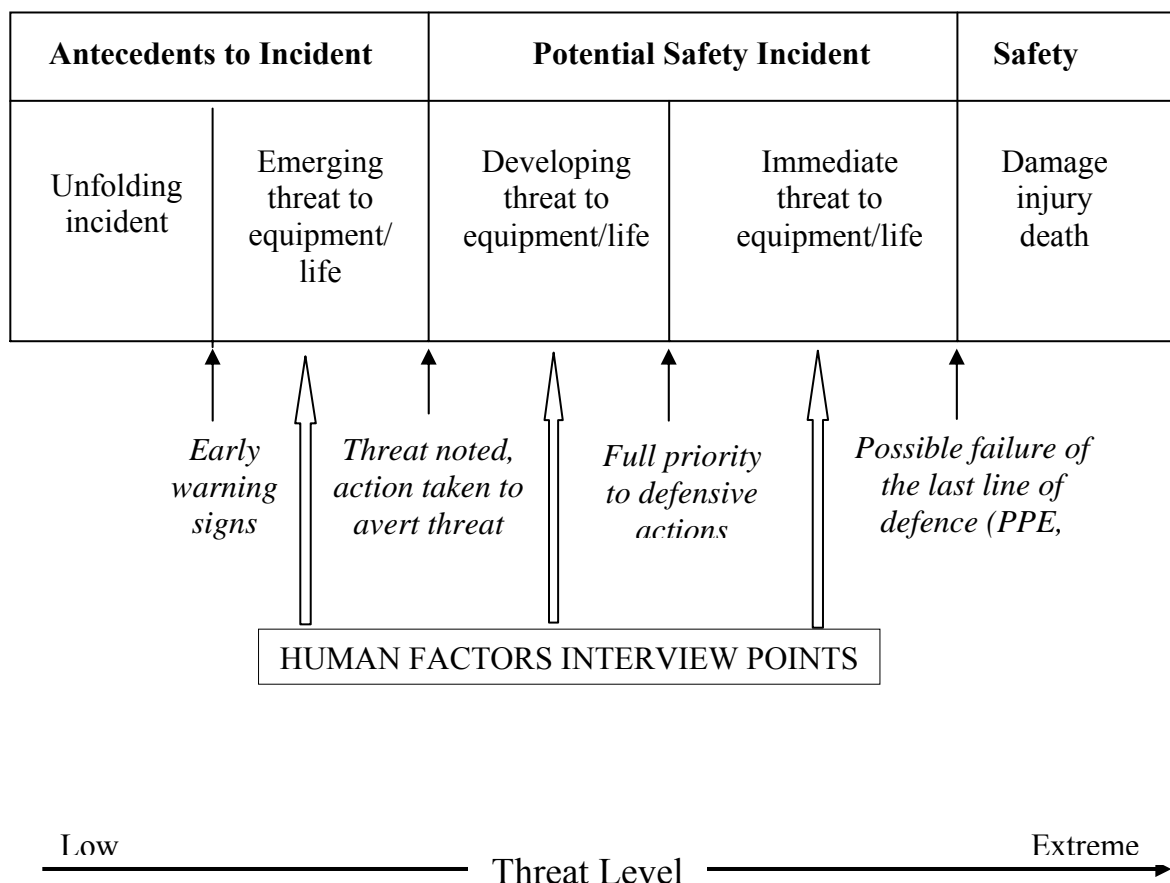 Antecedents to Incident
Potential Safety Incident
Safety
Unfolding
incident
Emerging
threat to
equipment/
life
Developing
threat to
equipment/life
Immediate
threat to
equipment/life
Damage
injury
death
Early
warning
signs
Threat noted,
action taken to
avert threat
Full priority
to defensive
actions
Possible failure of
the last line of
defence (PPE,
HUMAN FACTORS INTERVIEW POINTS
Low
Extreme
Threat Level